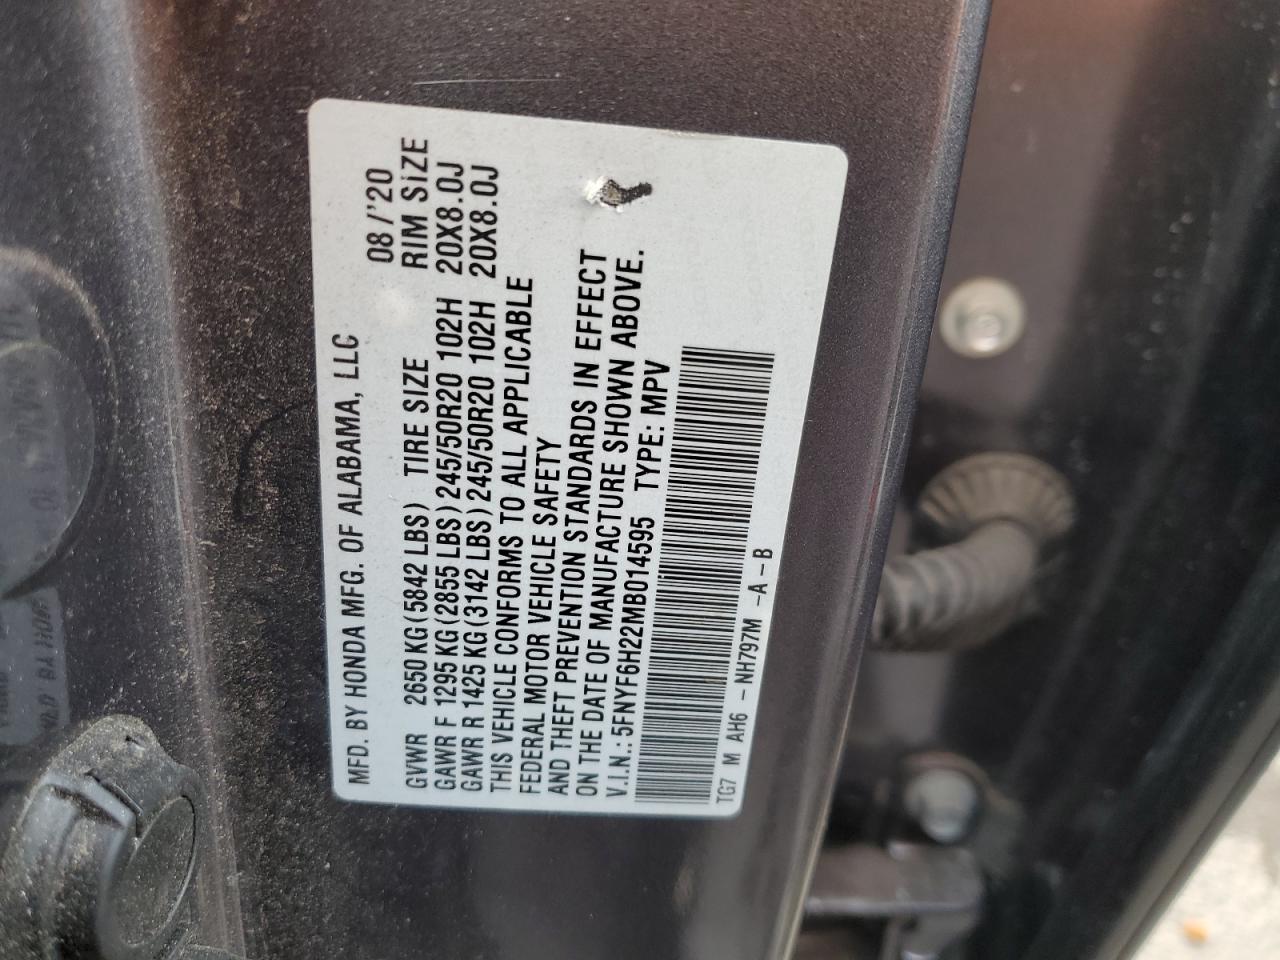 MFD. BY HONDA MFG. OF ALABAMA, LLC
08/'20
GVWR 2650 KG(5842 LBS) TIRE SIZE RIM SIZE
GAWR F 1295 KG(2855 LBS) 245/50R20 102H 20X8.0J
GAWR R 1425 KG(3142 LBS) 245/50R20 102H 20X8.0J
THIS VEHICLE CONFORMS TO ALL APPLICABLE
FEDERAL MOTOR VEHICLE SAFETY
AND THEFT PREVENTION STANDARDS IN EFFECT
ON THE DATE OF MANUFACTURE SHOWN ABOVE.
V.I.N.: 5FNYF6H22MB014595 TYPE: MPV
TG7 M AH6 - NH797M -A -B